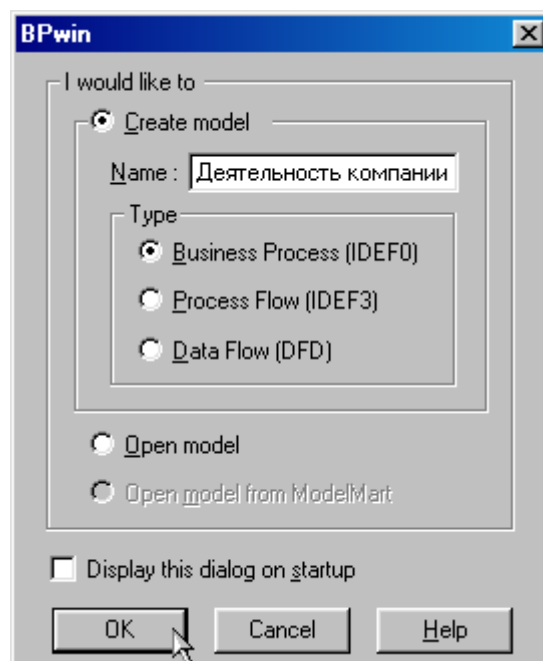 BPwin
I would like to
Create model
Name : Деятельность компании
Type
Business Process (IDEF0)
Process Flow (IDEF3)
Data Flow (DFD)
Open model
Open model from ModelMart
Display this dialog on startup
OK Cancel Help